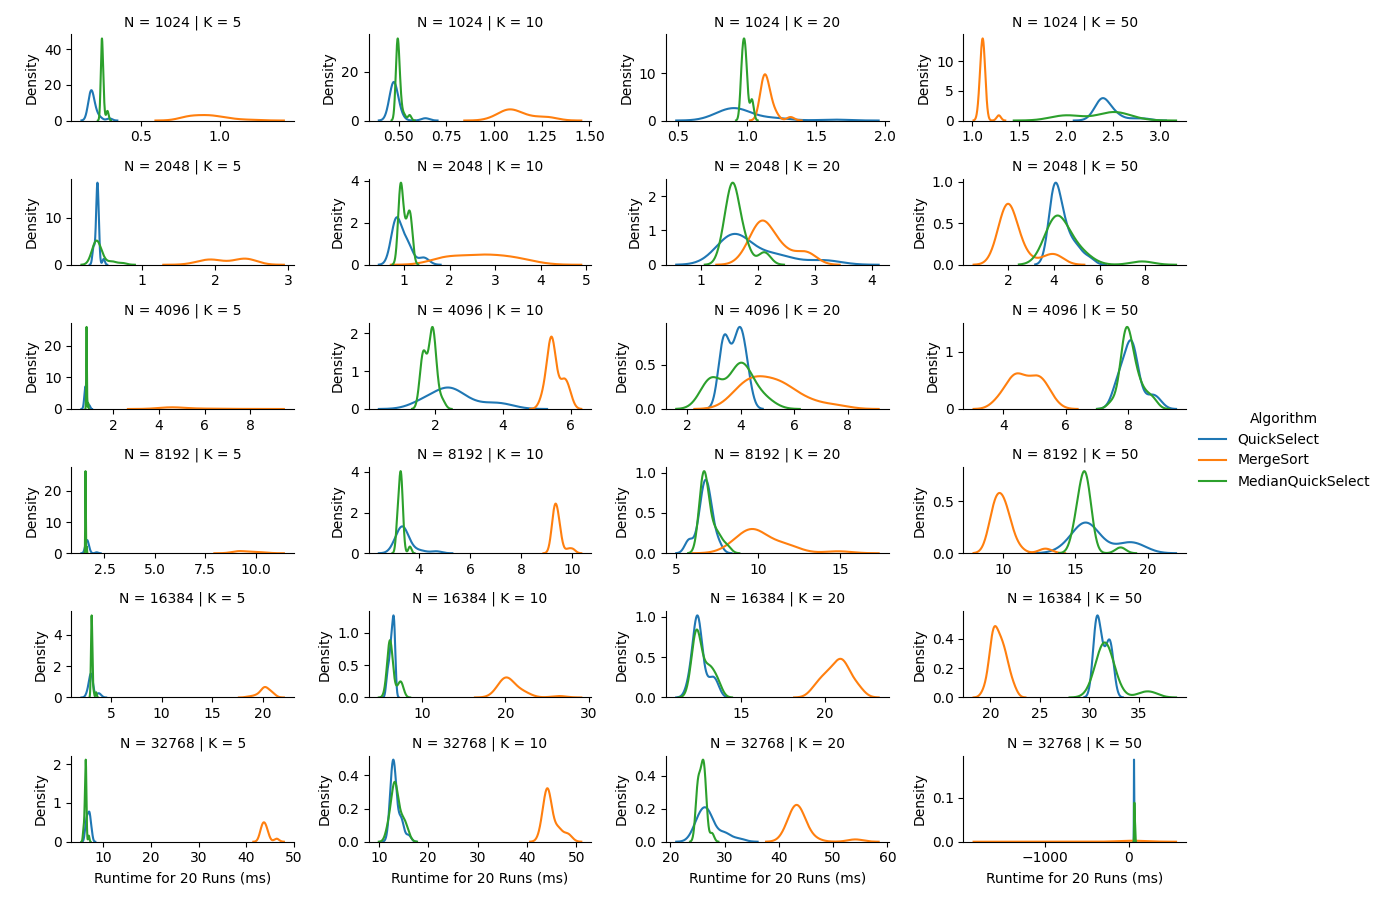 N = 1024 | K = 5
N = 1024 | K = 10
N = 1024 | K = 20
N = 1024 | K = 50
Density
40
20
0
0.5
1.0
Density
20
0
0.50
0.75
1.00
1.25
1.50
Density
10
0
0.5
1.0
1.5
2.0
Density
10
5
0
1.0
1.5
2.0
2.5
3.0
N = 2048 | K = 5
N = 2048 | K = 10
N = 2048 | K = 20
N = 2048 | K = 50
Density
10
0
1
2
3
Density
4
2
0
1
2
3
4
5
Density
2
1
0
1
2
3
4
Density
1.0
0.5
0.0
2
4
6
8
N = 4096 | K = 5
N = 4096 | K = 10
N = 4096 | K = 20
N = 4096 | K = 50
Density
20
10
0
2
4
6
8
Density
2
1
0
2
4
6
Density
0.5
0.0
2
4
6
8
Density
1
0
4
6
8
Algorithm
QuickSelect
MergeSort
MedianQuickSelect
N = 8192 | K = 5
N = 8192 | K = 10
N = 8192 | K = 20
N = 8192 | K = 50
Density
20
10
0
2.5
5.0
7.5
10.0
Density
4
2
0
4
6
8
10
Density
1.0
0.5
0.0
5
10
15
Density
0.5
0.0
10
15
20
N = 16384 | K = 5
N = 16384 | K = 10
N = 16384 | K = 20
N = 16384 | K = 50
Density
4
2
0
5
10
15
20
Density
1.0
0.5
0.0
10
20
30
Density
1.0
0.5
0.0
15
20
Density
0.4
0.2
0.0
20
25
30
35
N = 32768 | K = 5
N = 32768 | K = 10
N = 32768 | K = 20
N = 32768 | K = 50
Density
2
1
0
10
20
30
40
50
Runtime for 20 Runs (ms)
Density
0.4
0.2
0.0
10
20
30
40
50
Runtime for 20 Runs (ms)
Density
0.4
0.2
0.0
20
30
40
50
60
Runtime for 20 Runs (ms)
Density
0.1
0.0
−1000
0
Runtime for 20 Runs (ms)